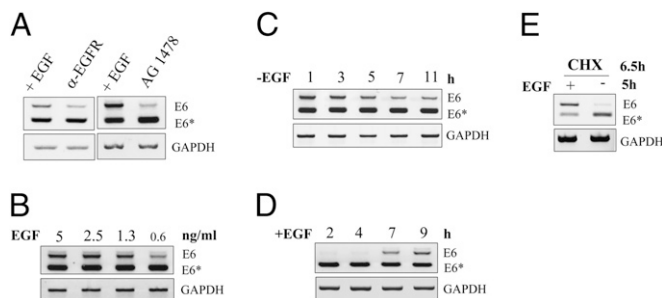 A
+ EGF α-EGFR + EGF AG 1478
E6
E6*
GAPDH
B
EGF 5 2.5 1.3 0.6 ng/ml
E6
E6*
GAPDH
C
-EGF 1 3 5 7 11 h
E6
E6*
GAPDH
D
+EGF 2 4 7 9 h
E6
E6*
GAPDH
E
CHX 6.5h
EGF + - 5h
E6
E6*
GAPDH